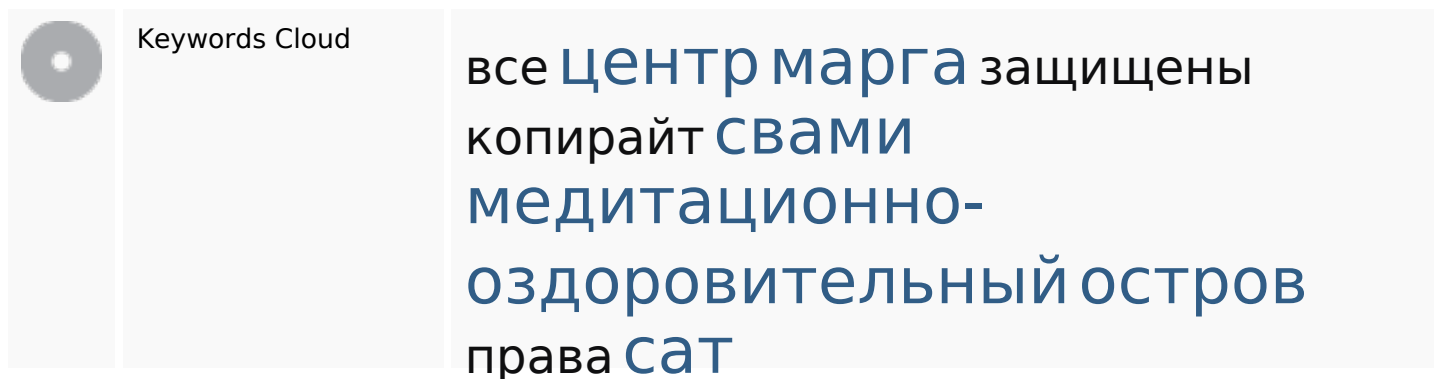 Keywords Cloud
все центр марга защищены
копирайт свами
медитационно-
оздоровительный остров
права сат